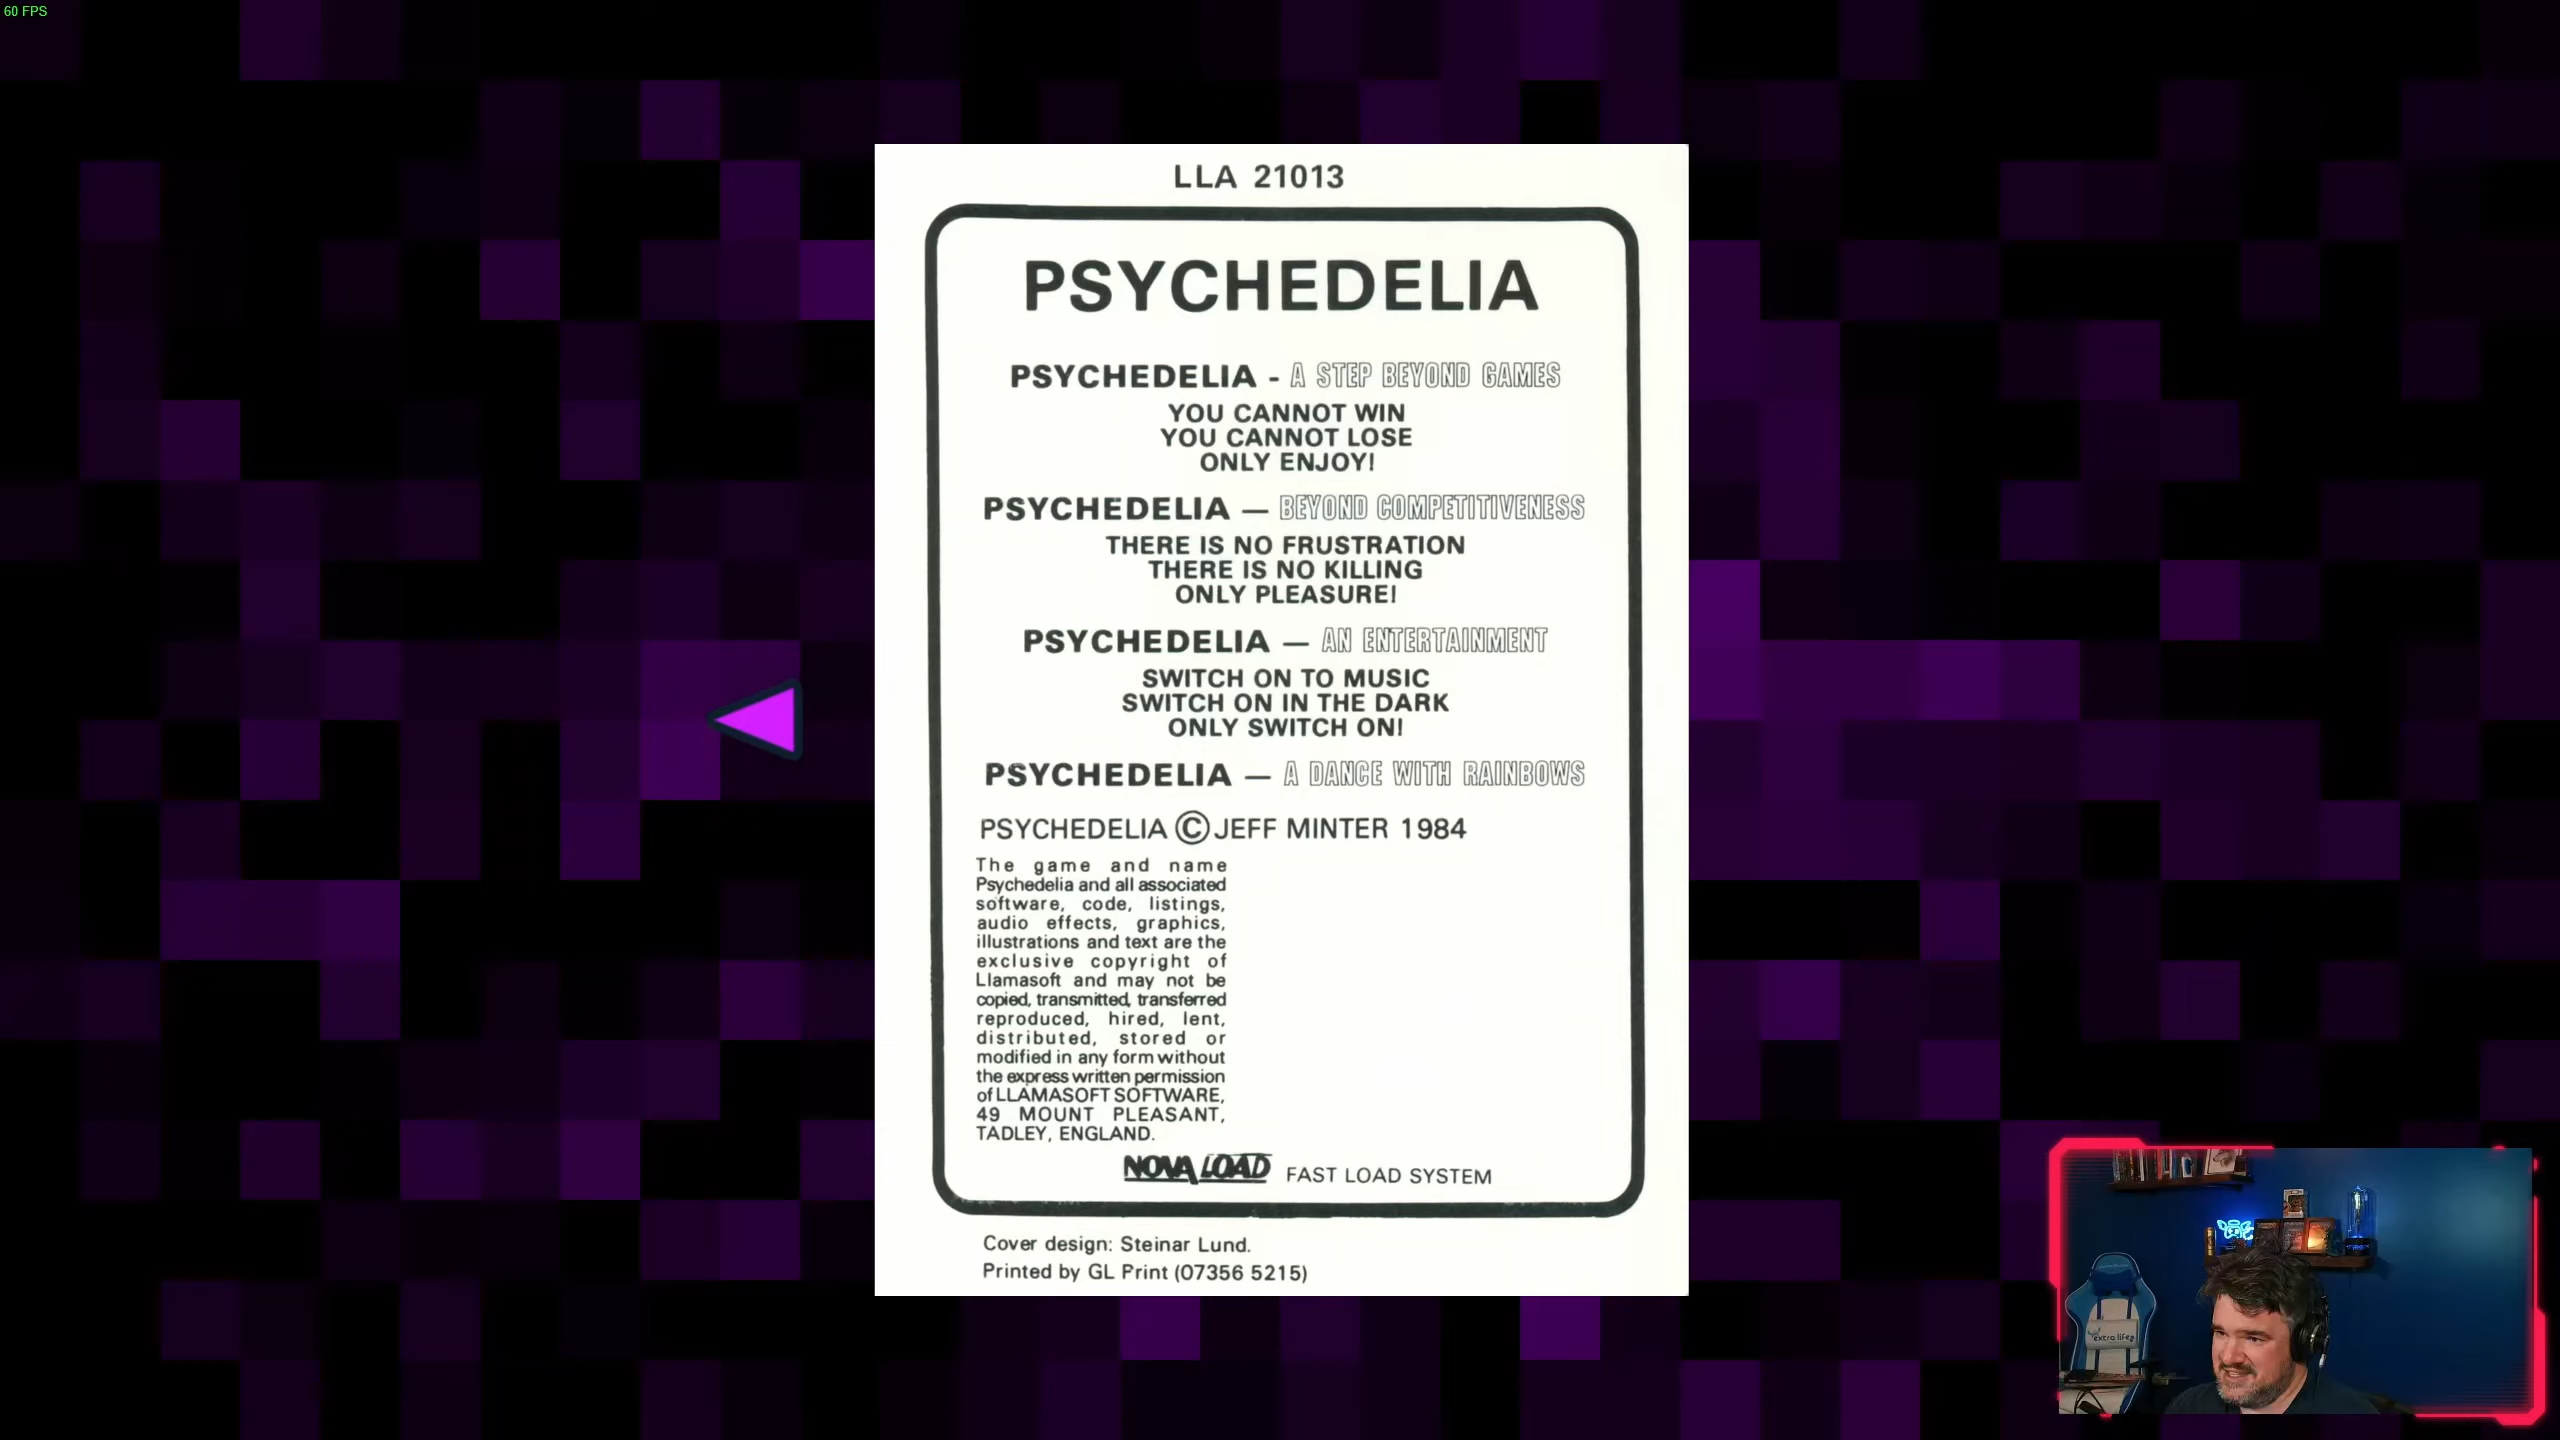 60 FPS
LLA 21013
PSYCHEDELIA
PSYCHEDELIA - A STEP BEYOND GAMES
YOU CANNOT WIN
YOU CANNOT LOSE
ONLY ENJOY!
PSYCHEDELIA — BEYOND COMPETITIVENESS
THERE IS NO FRUSTRATION
THERE IS NO KILLING
ONLY PLEASURE!
PSYCHEDELIA — AN ENTERTAINMENT
SWITCH ON TO MUSIC
SWITCH ON IN THE DARK
ONLY SWITCH ON!
PSYCHEDELIA — A DANCE WITH RAINBOWS
PSYCHEDELIA © JEFF MINTER 1984
The game and name
Psychedelia and all associated
software, code, listings,
audio effects, graphics,
illustrations and text are the
exclusive copyright of
Llamasoft and may not be
copied, transmitted, transferred
reproduced, hired, lent,
distributed, stored or
modified in any form without
the express written permission
of LLAMASOFT SOFTWARE,
49 MOUNT PLEASANT,
TADLEY, ENGLAND.
NOVA LOAD FAST LOAD SYSTEM
Cover design: Steinar Lund.
Printed by GL Print (07356 5215)
extra life